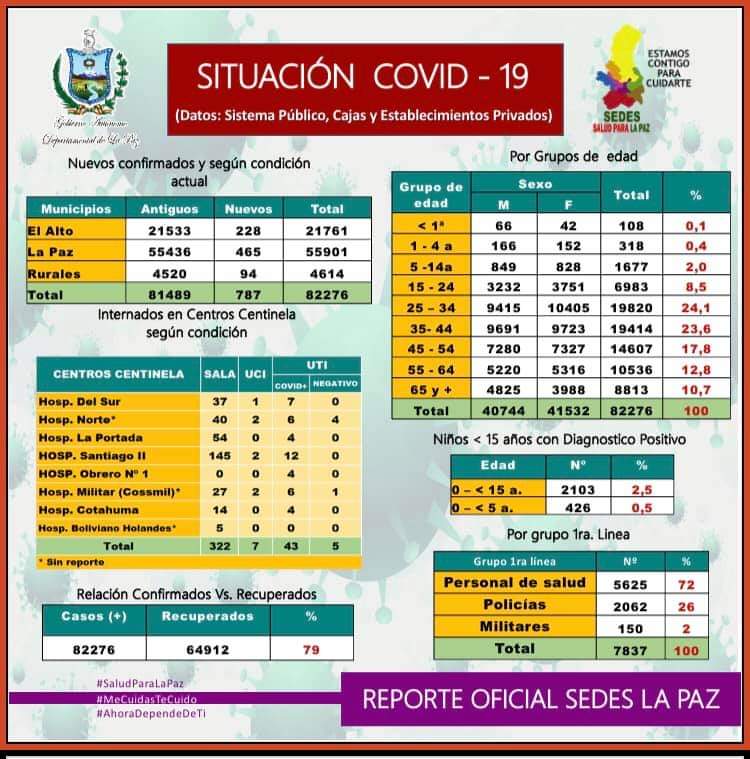 Gobierno Autónomo
Departamental de La Paz
SITUACIÓN COVID - 19
(Datos: Sistema Público, Cajas y Establecimientos Privados)
ESTAMOS
CONTIGO
PARA
CUIDARTE
SEDES
SALUD PARA LA PAZ
Nuevos confirmados y según condición
actual
Municipios Antiguos Nuevos Total
El Alto 21533 228 21761
La Paz 55436 465 55901
Rurales 4520 94 4614
Total 81489 787 82276
Internados en Centros Centinela
según condición
CENTROS CENTINELA SALA UCI UTI
COVID+ NEGATIVO
Hosp. Del Sur 37 1 7 0
Hosp. Norte* 40 2 6 4
Hosp. La Portada 54 0 4 0
HOSP. Santiago II 145 2 12 0
HOSP. Obrero Nº 1 0 0 4 0
Hosp. Militar (Cossmil)* 27 2 6 1
Hosp. Cotahuma 14 0 4 0
Hosp. Boliviano Holandes* 5 0 0 0
Total 322 7 43 5
* Sin reporte
Relación Confirmados Vs. Recuperados
Casos (+) Recuperados %
82276 64912 79
Por Grupos de edad
Grupo de edad Sexo Total %
M F
< 1ª 66 42 108 0,1
1 - 4 a 166 152 318 0,4
5 -14a 849 828 1677 2,0
15 - 24 3232 3751 6983 8,5
25 – 34 9415 10405 19820 24,1
35- 44 9691 9723 19414 23,6
45 - 54 7280 7327 14607 17,8
55 - 64 5220 5316 10536 12,8
65 y + 4825 3988 8813 10,7
Total 40744 41532 82276 100
Niños < 15 años con Diagnostico Positivo
Edad Nº %
0 – < 15 a. 2103 2,5
0 – < 5 a. 426 0,5
Por grupo 1ra. Linea
Grupo 1ra línea Nº %
Personal de salud 5625 72
Policías 2062 26
Militares 150 2
Total 7837 100
#SaludParaLaPaz
#MeCuidasTeCuido
#AhoraDependeDeTi
REPORTE OFICIAL SEDES LA PAZ